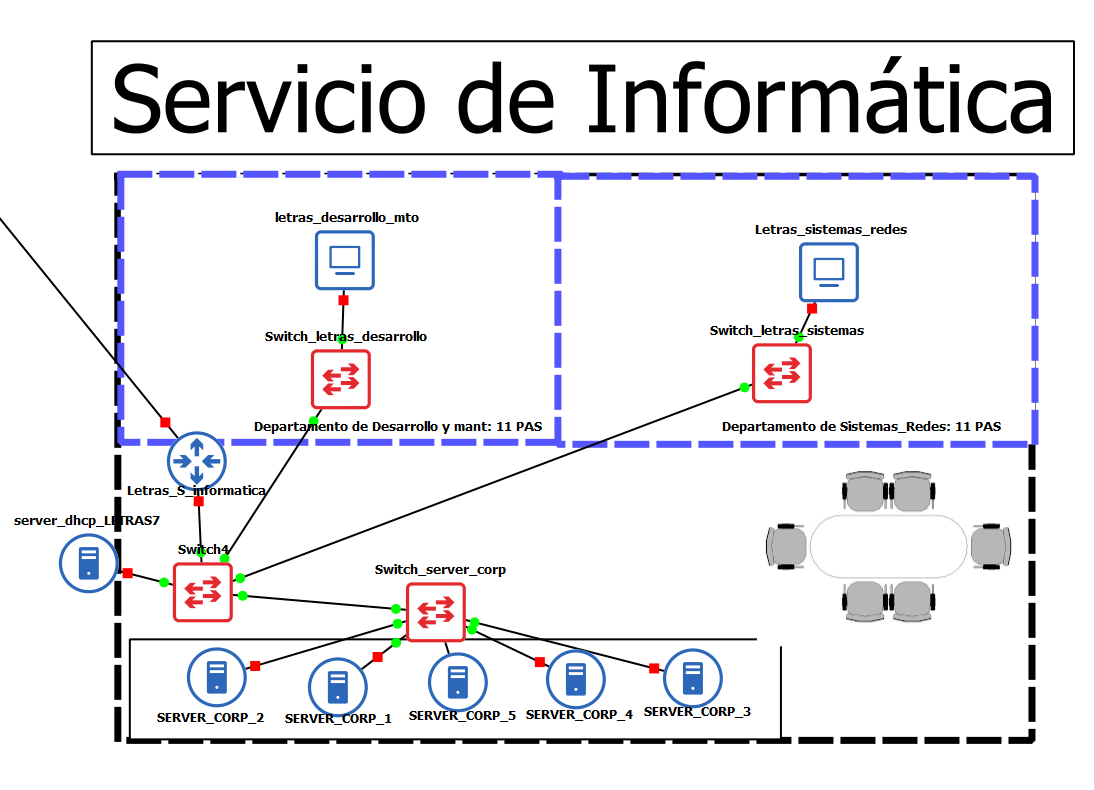 Servicio de Informática
letras_desarrollo_mto
Letras_sistemas_redes
Switch_letras_desarrollo
Switch_letras_sistemas
Departamento de Desarrollo y mant: 11 PAS
Departamento de Sistemas_Redes: 11 PAS
Letras_S_informatica
server_dhcp_LETRAS7
Switch4
Switch_server_corp
SERVER_CORP_2
SERVER_CORP_1
SERVER_CORP_5
SERVER_CORP_4
SERVER_CORP_3